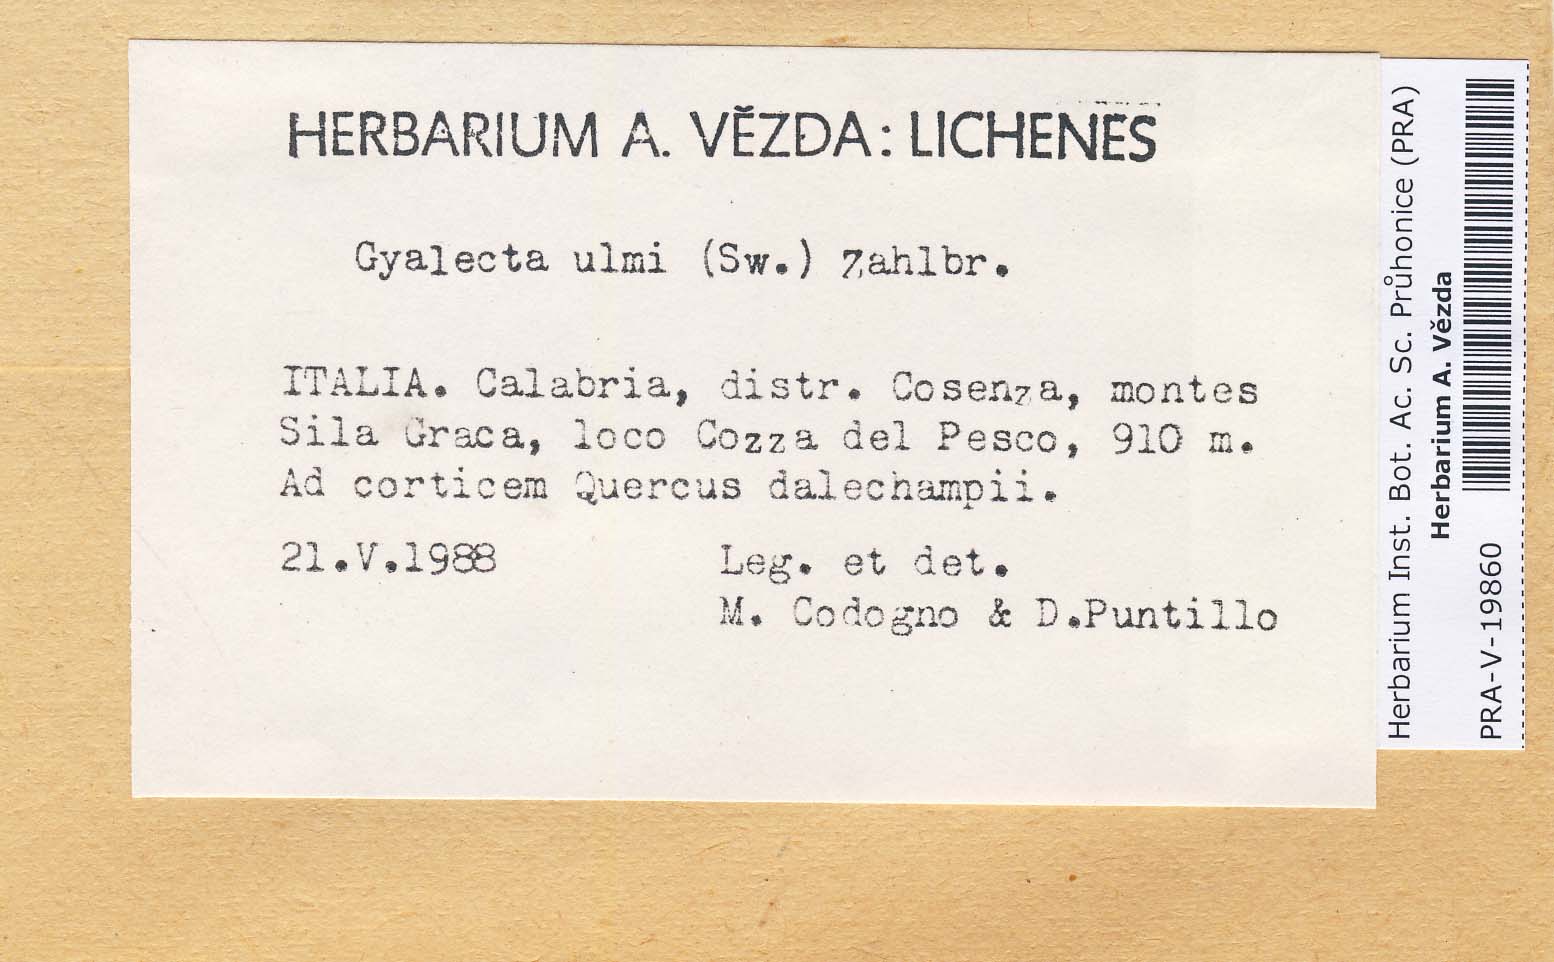 HERBARIUM A. VĚZDA: LICHENES
Gyalecta ulmi (Sw.) Zahlbr.
ITALIA. Calabria, distr. Cosenza, montes
Sila Graca, loco Cozza del Pesco, 910 m.
Ad corticem Quercus dalechampii.
21.V.1988
Leg. et det.
M. Codogno & D.Puntillo
Herbarium Inst. Bot. Ac. Sc. Průhonice (PRA)
Herbarium A. Vězda
PRA-V-19860